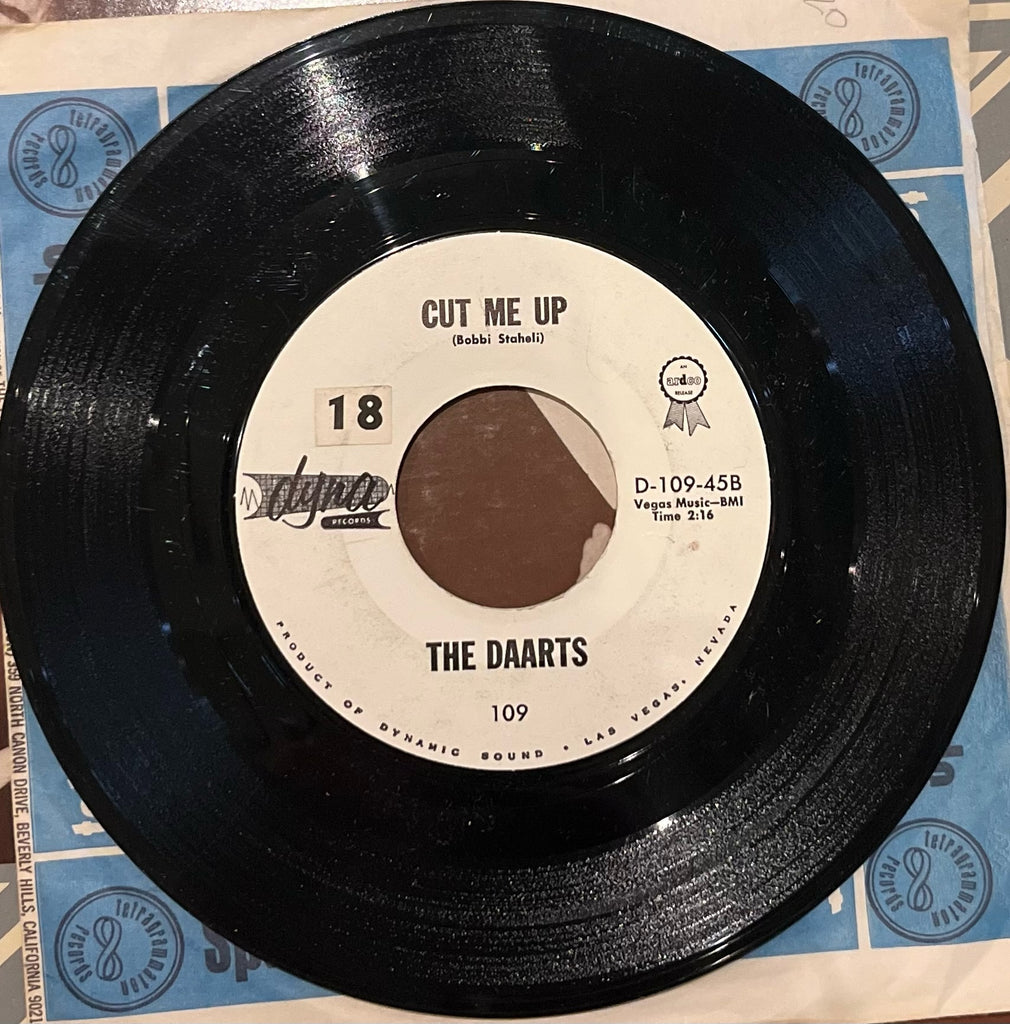 20
tetragrammaton
records
tetragrammaton
records
CUT ME UP
(Bobbi Staheli)
AN
ardco
RELEASE
18
dyna
RECORDS
D-109-45B
Vegas Music—BMI
Time 2:16
THE DAARTS
109
PRODUCT OF DYNAMIC SOUND • LAS VEGAS, NEVADA
tetragrammaton
records
tetragrammaton
records
359 NORTH CANON DRIVE, BEVERLY HILLS, CALIFORNIA 9021